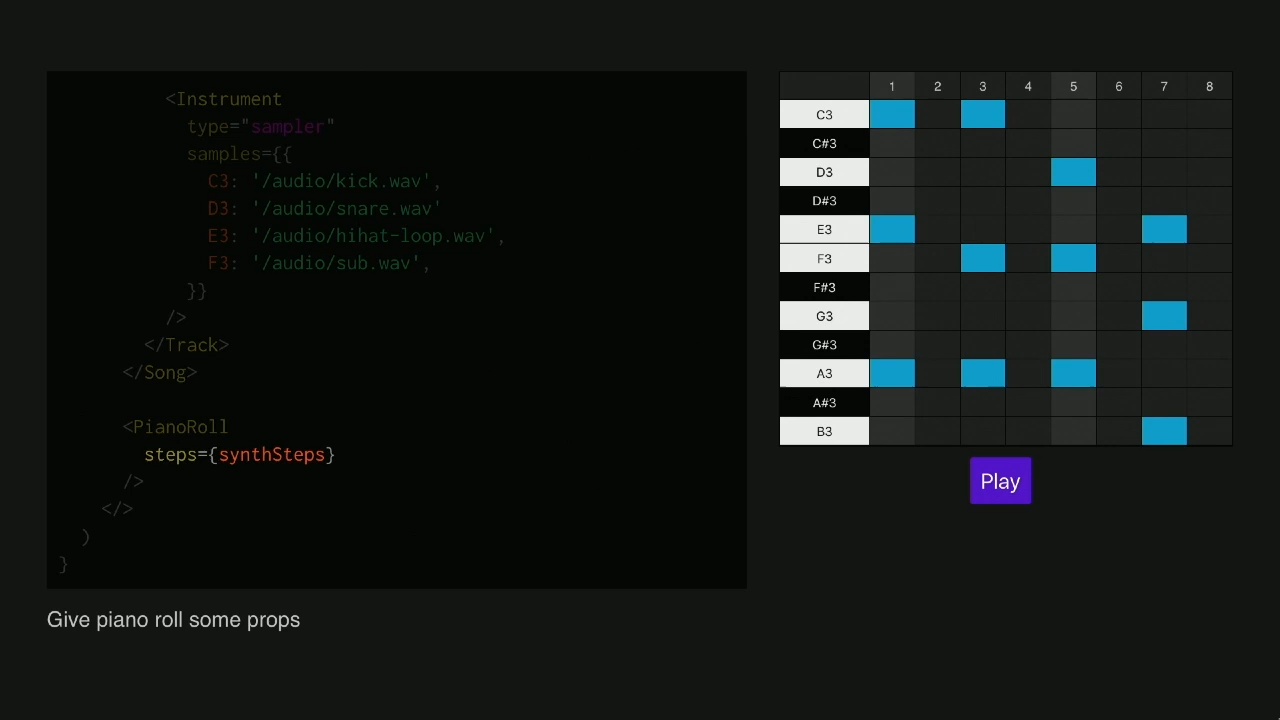 <Instrument
type="sampler"
samples={{
C3: '/audio/kick.wav',
D3: '/audio/snare.wav'
E3: '/audio/hihat-loop.wav',
F3: '/audio/sub.wav',
}}
/>
</Track>
</Song>
<PianoRoll
steps={synthSteps}
/>
</>
)
}
Give piano roll some props
1 2 3 4 5 6 7 8
C3
C#3
D3
D#3
E3
F3
F#3
G3
G#3
A3
A#3
B3
Play